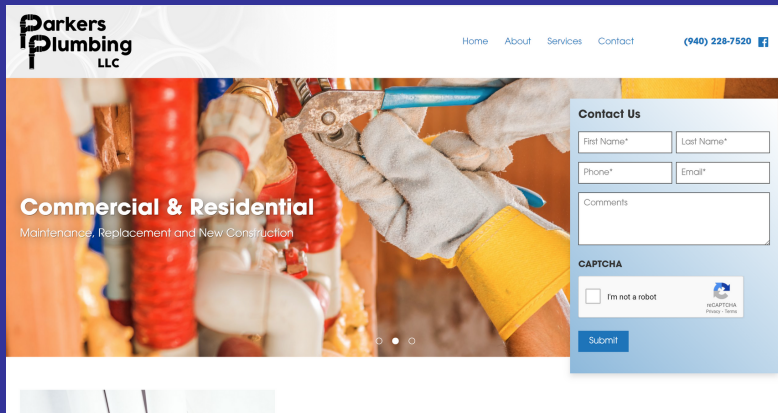 Parkers
Plumbing
LLC
Home About Services Contact (940) 228-7520
Contact Us
First Name* Last Name*
Phone* Email*
Comments
Commercial & Residential
Maintenance, Replacement and New Construction
CAPTCHA
I'm not a robot
reCAPTCHA
Privacy - Terms
Submit